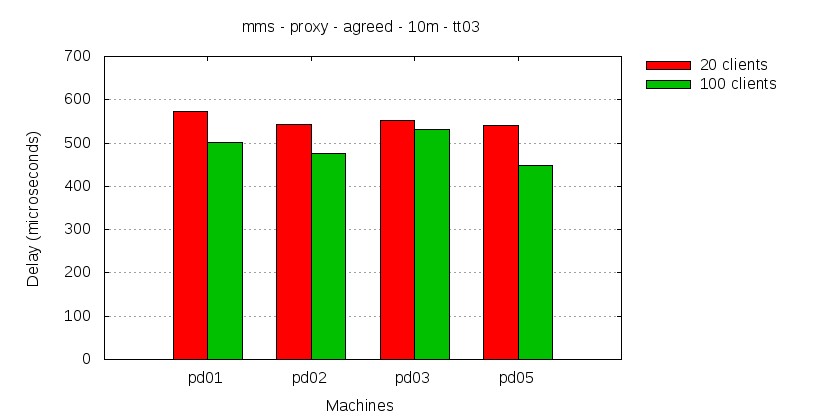 mms - proxy - agreed - 10m - tt03
700
600
500
400
300
200
100
0
Delay (microseconds)
pd01 pd02 pd03 pd05
Machines
20 clients
100 clients